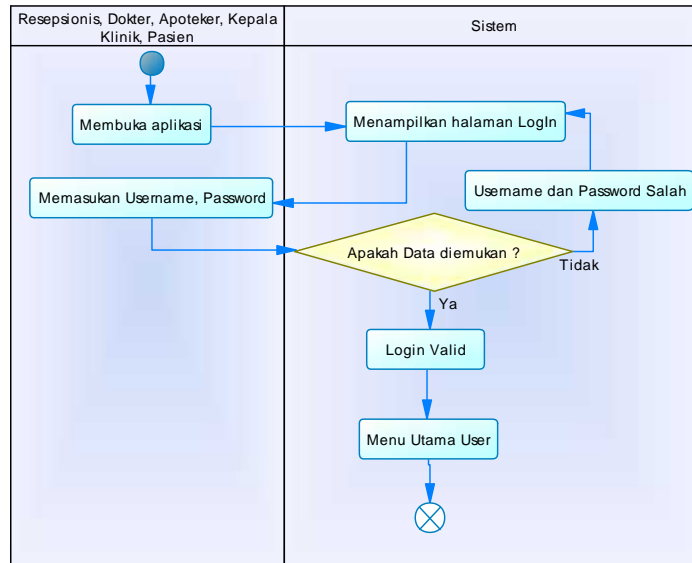 Resepsionis, Dokter, Apoteker, Kepala
Klinik, Pasien
Sistem
Membuka aplikasi
Menampilkan halaman LogIn
Memasukan Username, Password
Username dan Password Salah
Apakah Data diemukan ?
Tidak
Ya
Login Valid
Menu Utama User